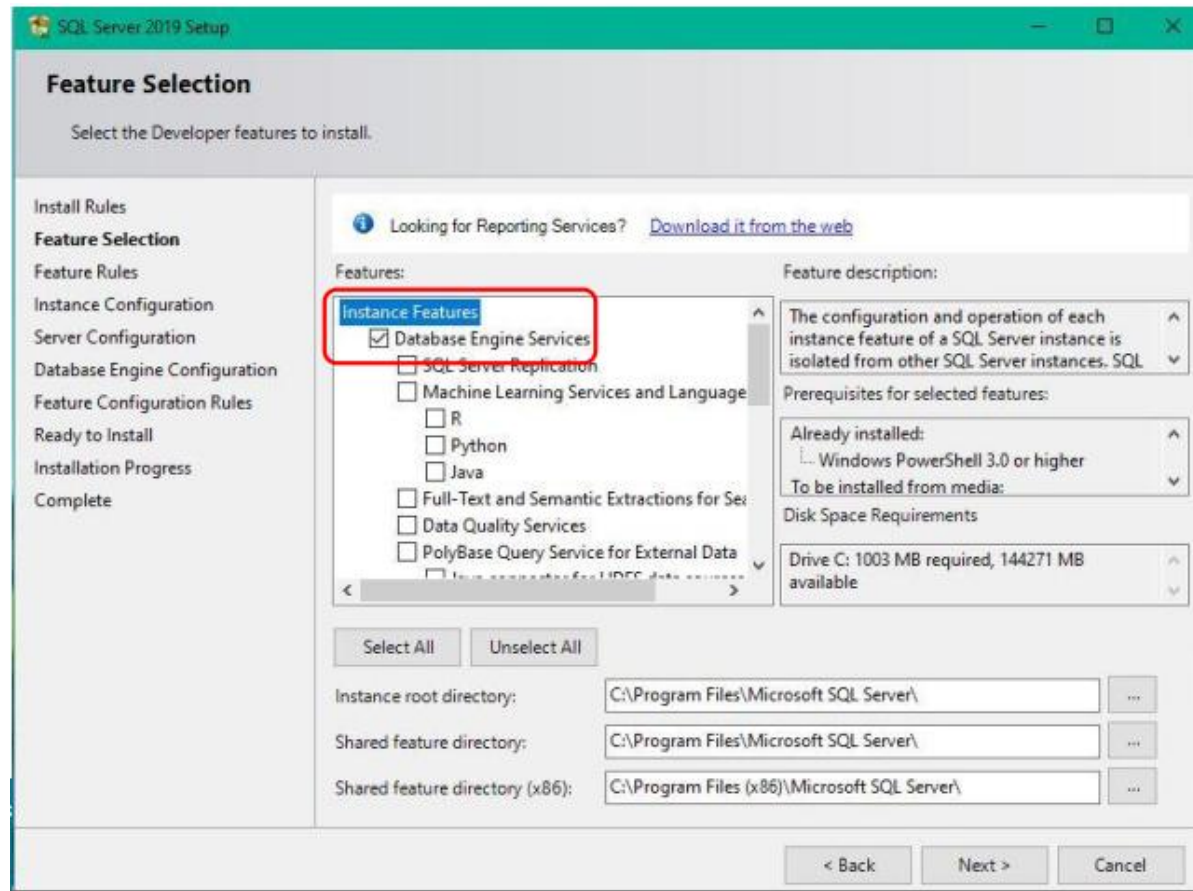 SQL Server 2019 Setup
Feature Selection
Select the Developer features to install.
Install Rules
Feature Selection
Feature Rules
Instance Configuration
Server Configuration
Database Engine Configuration
Feature Configuration Rules
Ready to Install
Installation Progress
Complete
Looking for Reporting Services? Download it from the web
Features:
Instance Features
Database Engine Services
SQL Server Replication
Machine Learning Services and Language
R
Python
Java
Full-Text and Semantic Extractions for Sea
Data Quality Services
PolyBase Query Service for External Data
Java connector for HDFS data sources
Feature description:
The configuration and operation of each
instance feature of a SQL Server instance is
isolated from other SQL Server instances. SQL
Prerequisites for selected features:
Already installed:
Windows PowerShell 3.0 or higher
To be installed from media:
Disk Space Requirements
Drive C: 1003 MB required, 144271 MB
available
Select All
Unselect All
Instance root directory: C:\Program Files\Microsoft SQL Server\ ...
Shared feature directory: C:\Program Files\Microsoft SQL Server\ ...
Shared feature directory (x86): C:\Program Files (x86)\Microsoft SQL Server\ ...
< Back
Next >
Cancel